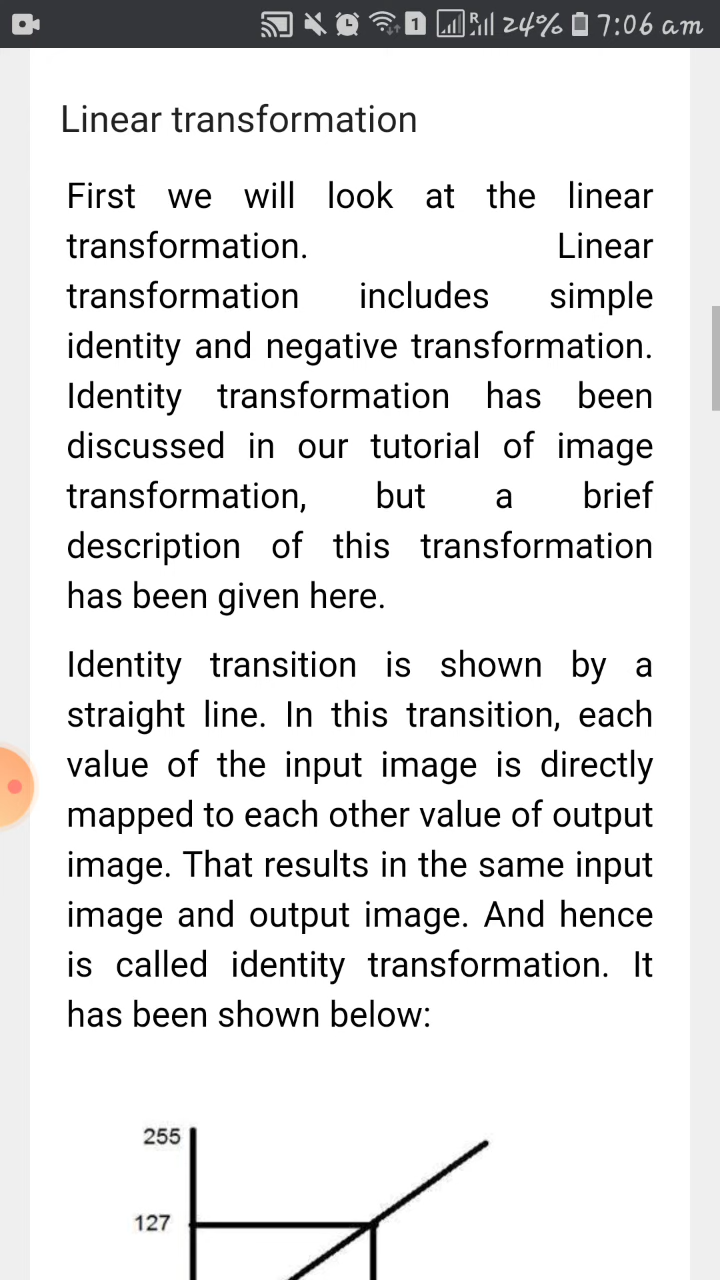 1 24% 7:06 am
Linear transformation
First we will look at the linear
transformation. Linear
transformation includes simple
identity and negative transformation.
Identity transformation has been
discussed in our tutorial of image
transformation, but a brief
description of this transformation
has been given here.
Identity transition is shown by a
straight line. In this transition, each
value of the input image is directly
mapped to each other value of output
image. That results in the same input
image and output image. And hence
is called identity transformation. It
has been shown below:
255
127